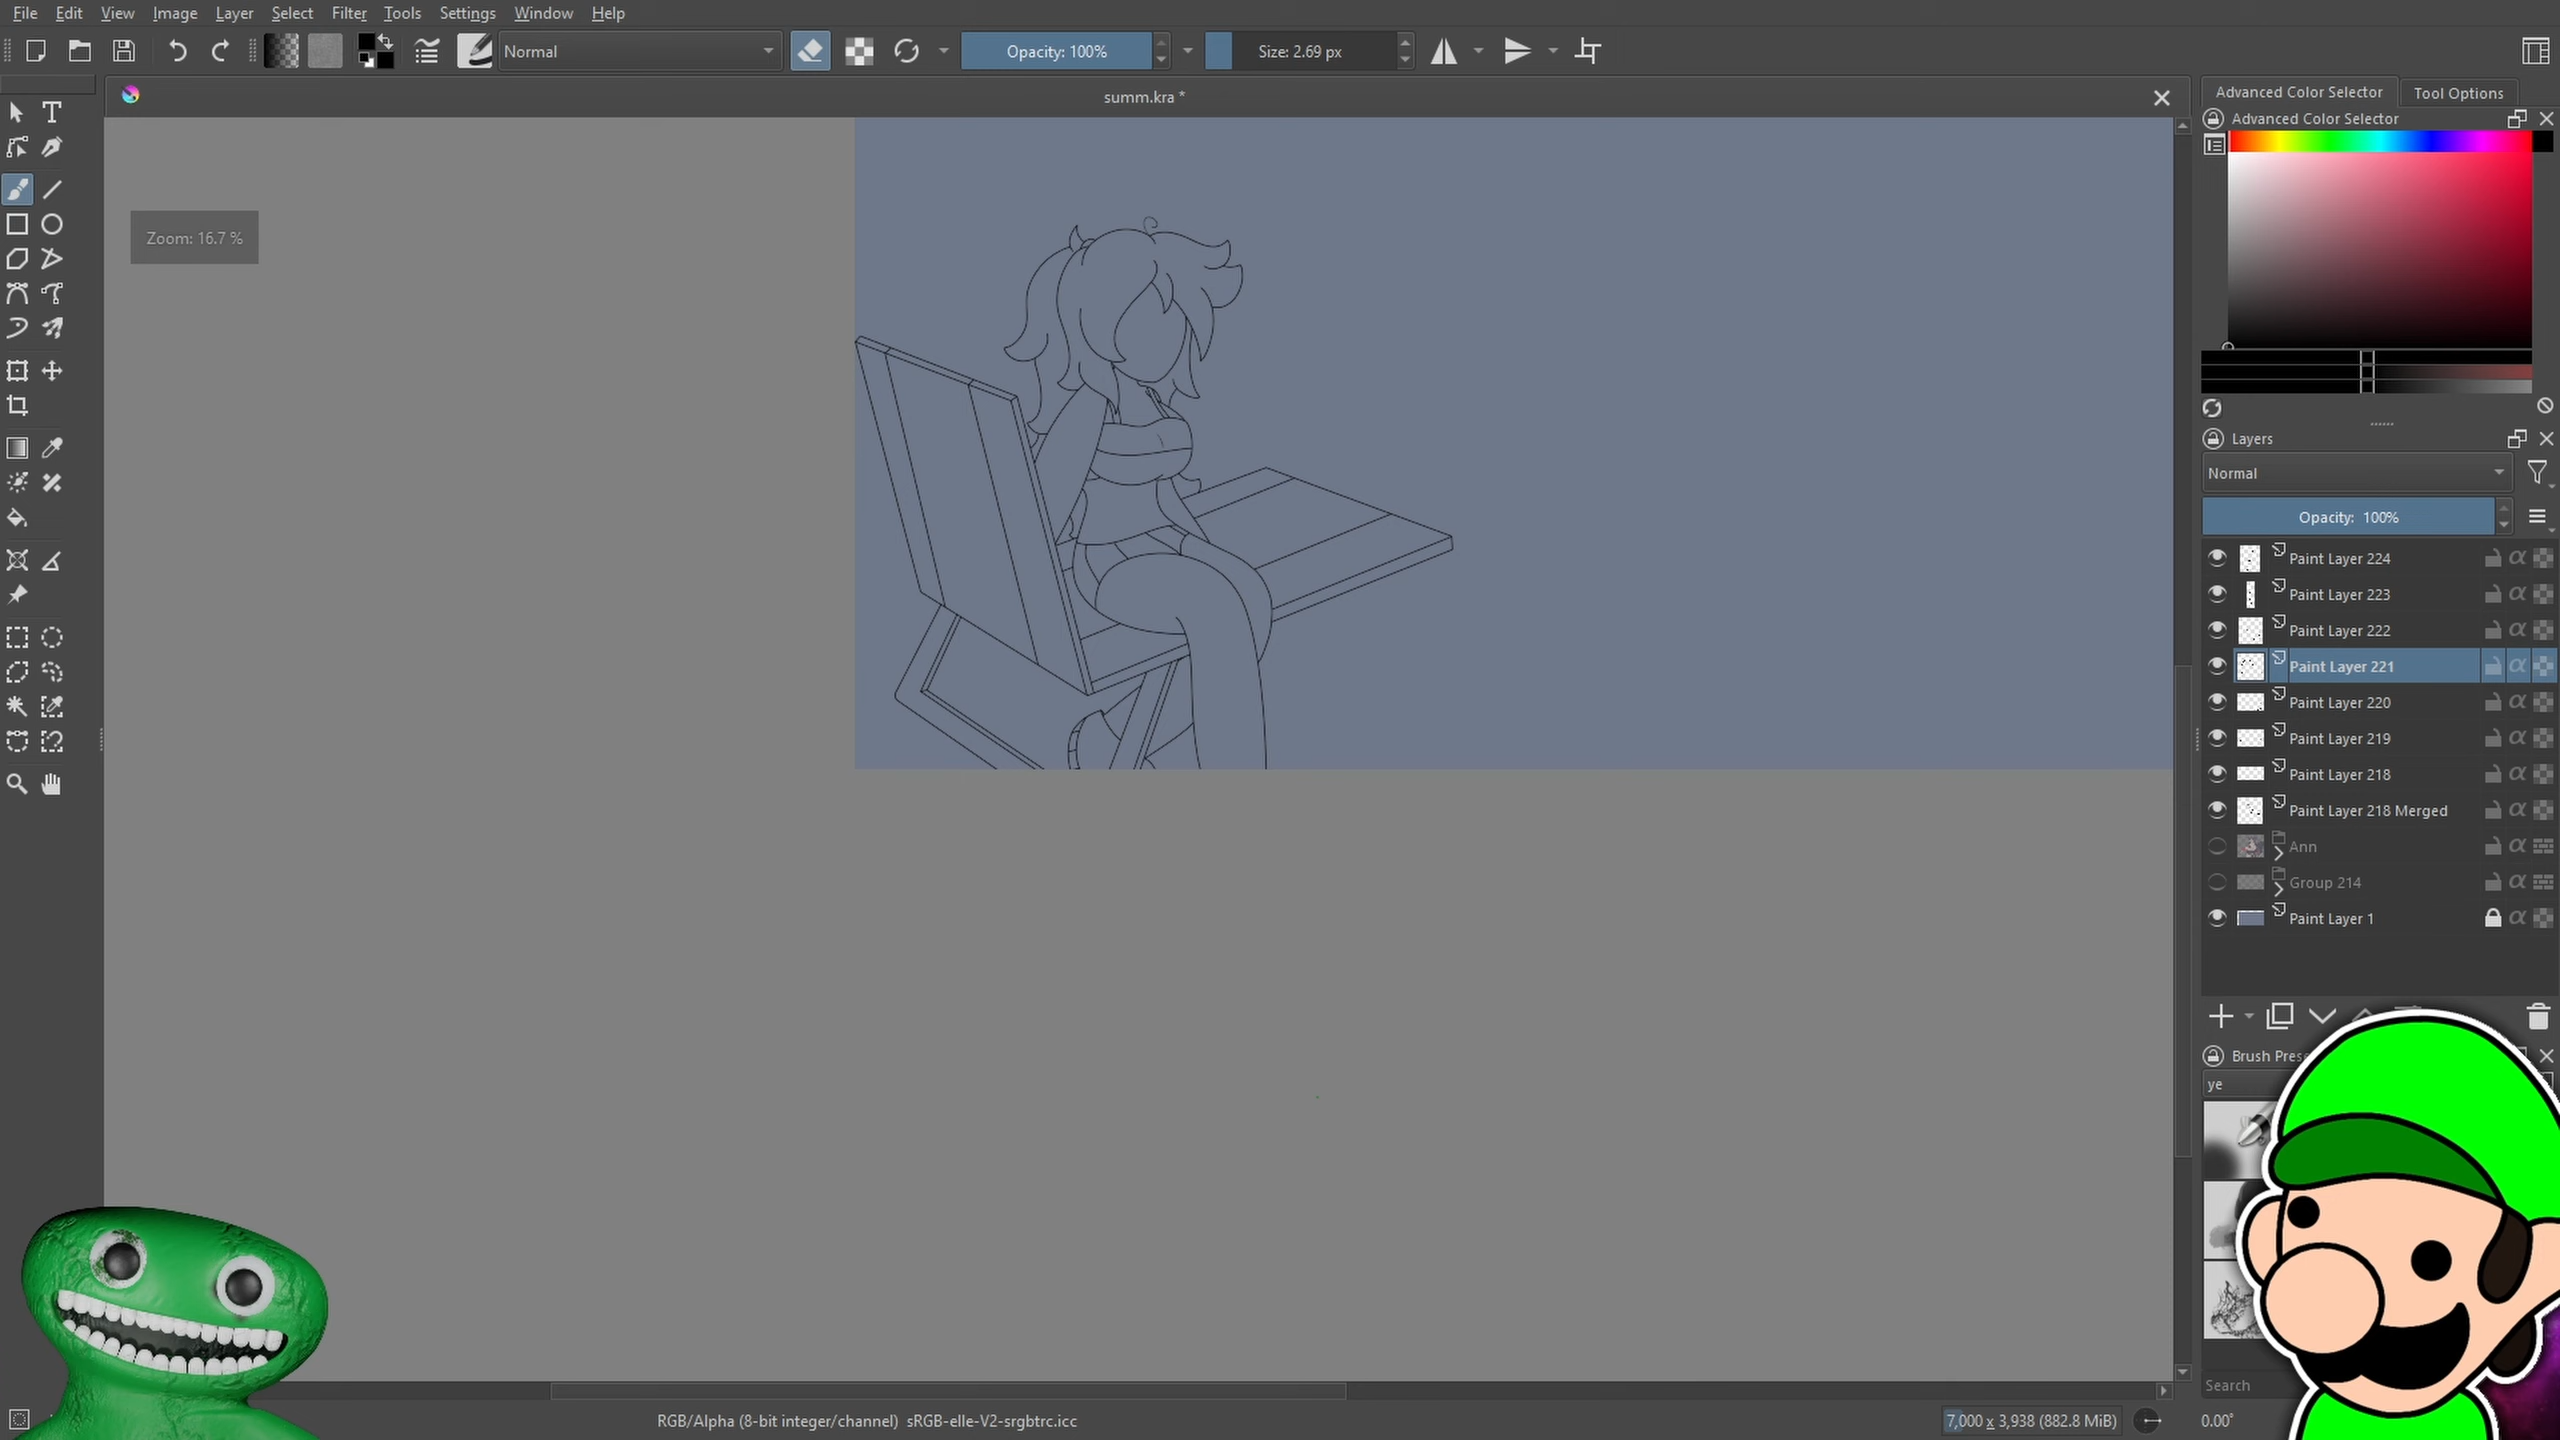 File Edit View Image Layer Select Filter Tools Settings Window Help
Normal
Opacity: 100%
Size: 2.69 px
summ.kra *
Zoom: 16.7 %
Advanced Color Selector
Tool Options
Advanced Color Selector
Layers
Normal
Opacity: 100%
Paint Layer 224
Paint Layer 223
Paint Layer 222
Paint Layer 221
Paint Layer 220
Paint Layer 219
Paint Layer 218
Paint Layer 218 Merged
Ann
Group 214
Paint Layer 1
Brush
ye
Search
RGB/Alpha (8-bit integer/channel) sRGB-elle-V2-srgbtrc.icc
7,000 x 3,938 (882.8 MiB)
0.00°